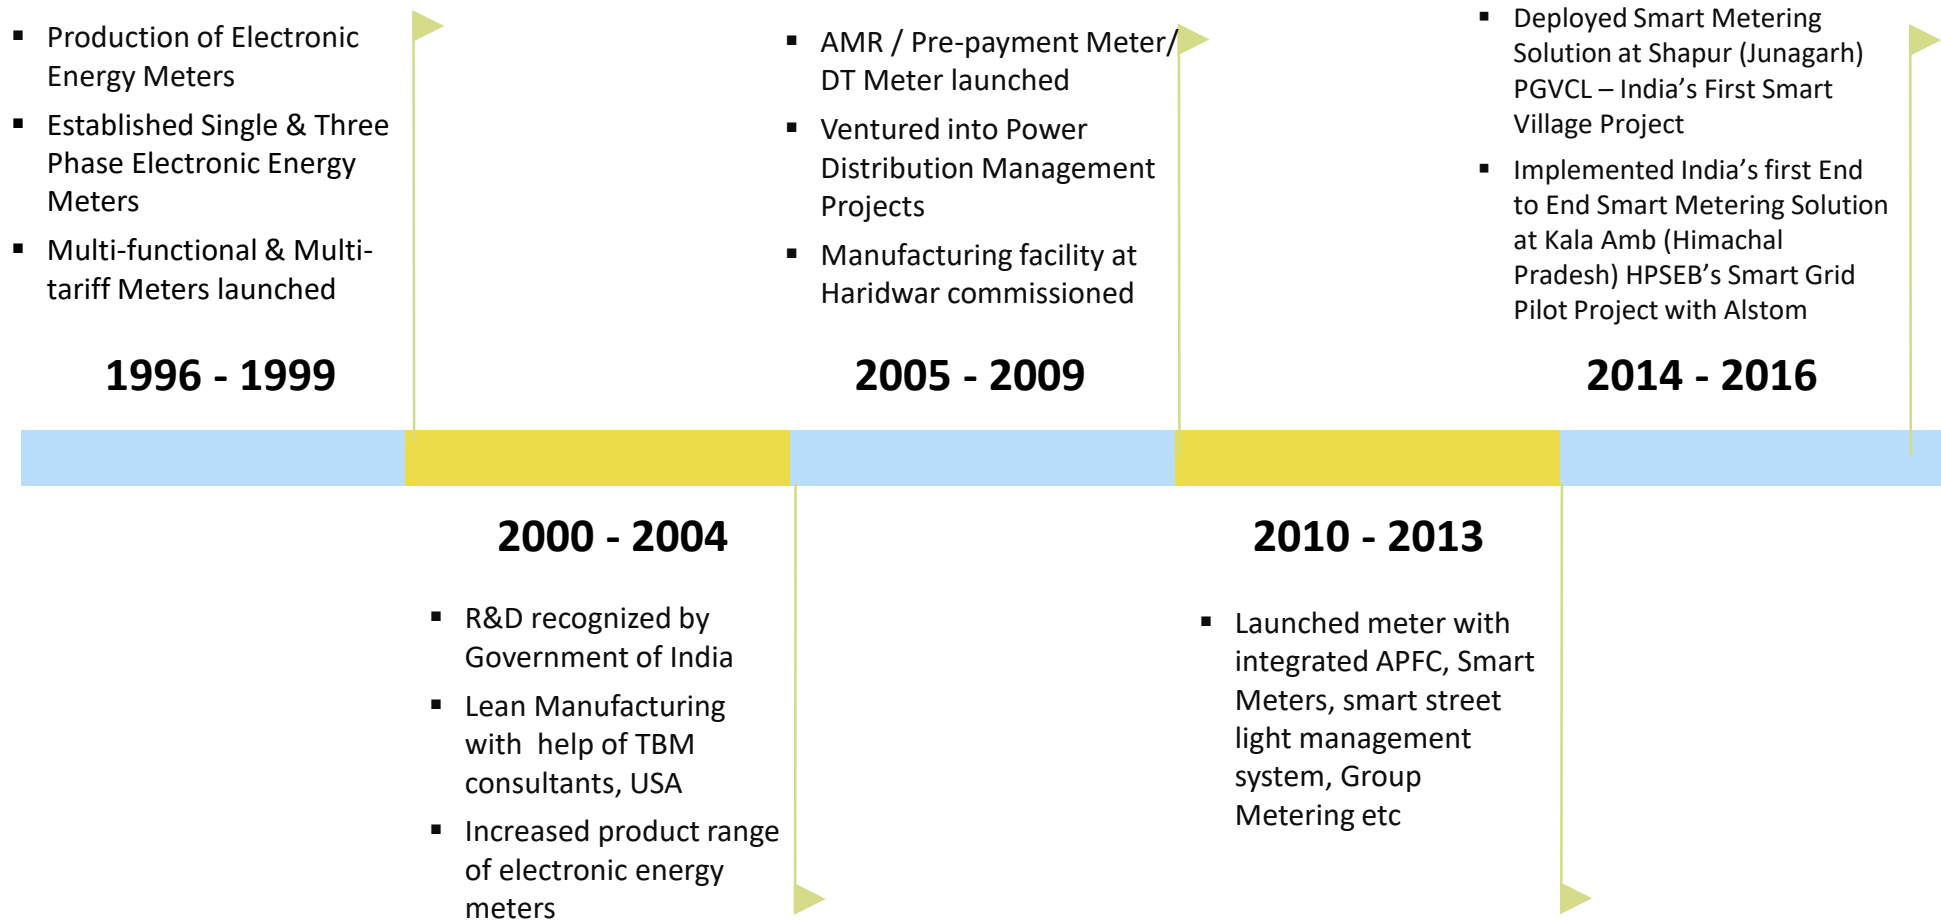 ▪ Production of Electronic
Energy Meters
▪ Established Single & Three
Phase Electronic Energy
Meters
▪ Multi-functional & Multi-
tariff Meters launched
1996 - 1999
▪ R&D recognized by
Government of India
▪ Lean Manufacturing
with help of TBM
consultants, USA
▪ Increased product range
of electronic energy
meters
2000 - 2004
▪ AMR / Pre-payment Meter/
DT Meter launched
▪ Ventured into Power
Distribution Management
Projects
▪ Manufacturing facility at
Haridwar commissioned
2005 - 2009
2010 - 2013
▪ Launched meter with
integrated APFC, Smart
Meters, smart street
light management
system, Group
Metering etc
▪ Deployed Smart Metering
Solution at Shapur (Junagarh)
PGVCL – India’s First Smart
Village Project
▪ Implemented India’s first End
to End Smart Metering Solution
at Kala Amb (Himachal
Pradesh) HPSEB’s Smart Grid
Pilot Project with Alstom
2014 - 2016